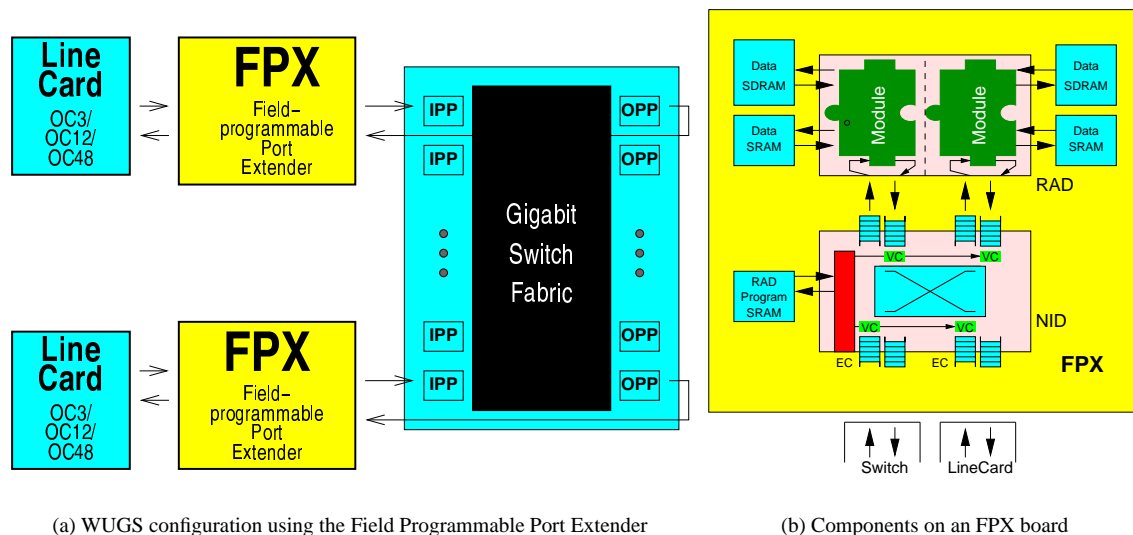 Line
Card
OC3/
OC12/
OC48
FPX
Field–
programmable
Port
Extender
IPP
IPP
IPP
IPP
Gigabit
Switch
Fabric
OPP
OPP
OPP
OPP
Line
Card
OC3/
OC12/
OC48
FPX
Field–
programmable
Port
Extender
(a) WUGS configuration using the Field Programmable Port Extender
Data
SDRAM
Data
SRAM
Module
Module
Data
SDRAM
Data
SRAM
RAD
VC
VC
RAD
Program
SRAM
VC
VC
NID
EC
EC
FPX
Switch
LineCard
(b) Components on an FPX board